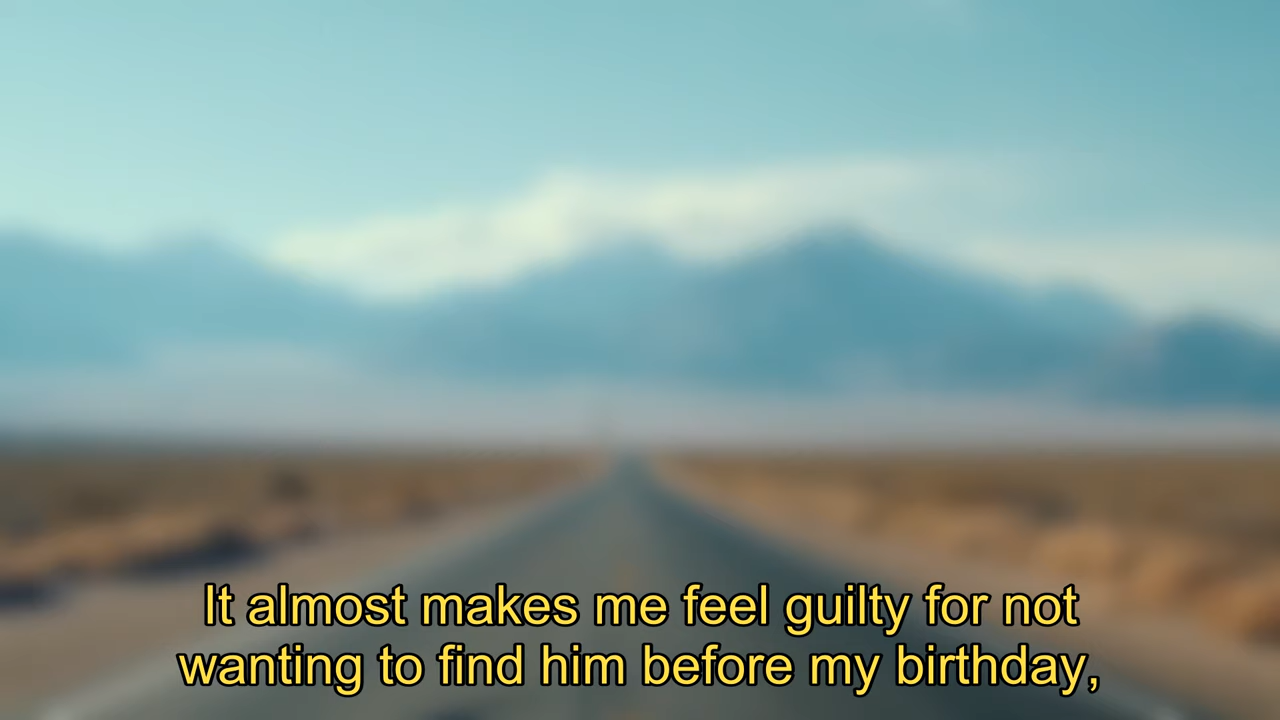 It almost makes me feel guilty for not
wanting to find him before my birthday,